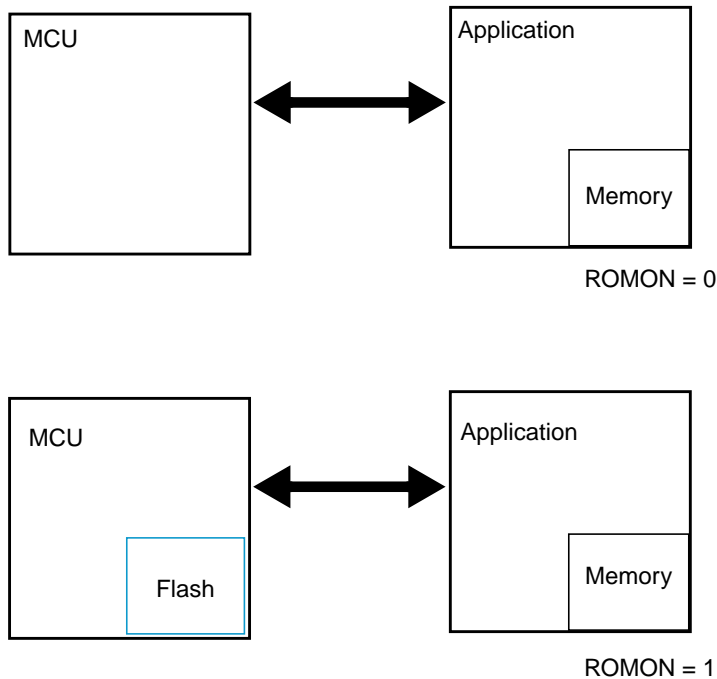 MCU
Application
Memory
ROMON = 0
MCU
Application
Flash
Memory
ROMON = 1